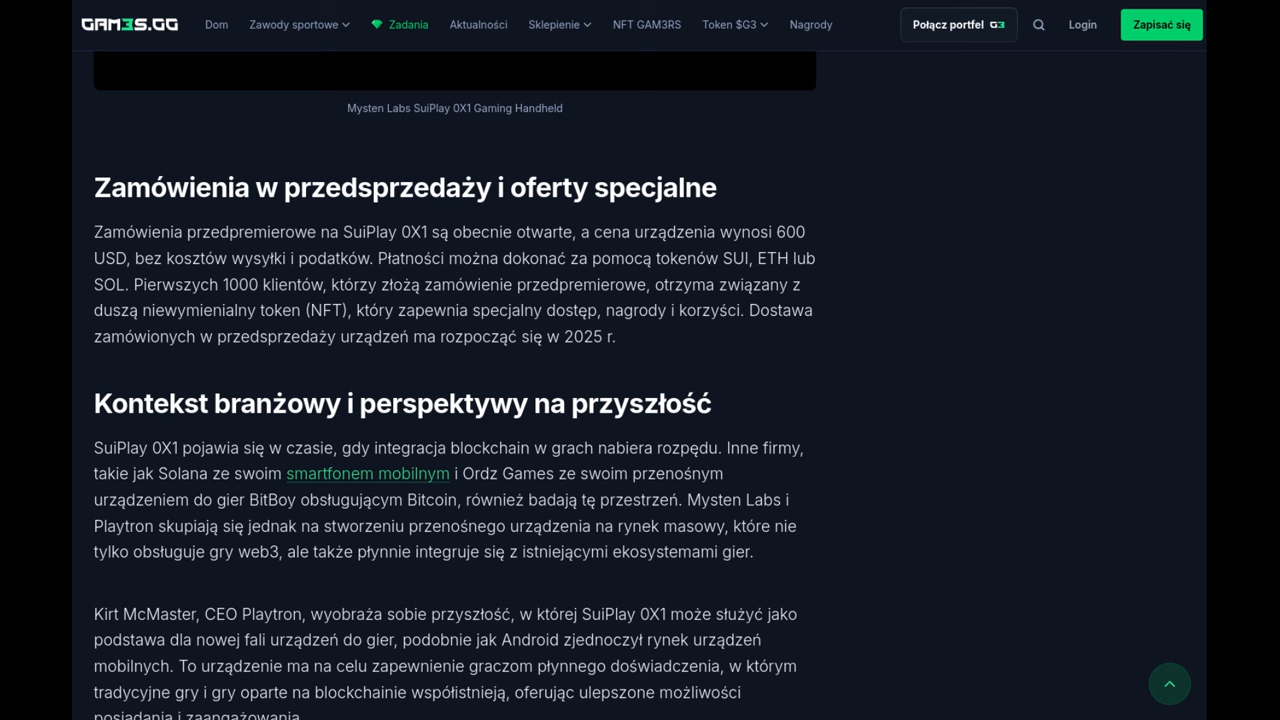 GAM3S.GG
Dom
Zawody sportowe
Zadania
Aktualności
Sklepienie
NFT GAM3RS
Token $G3
Nagrody
Połącz portfel G3
Login
Zapisać się
Mysten Labs SuiPlay 0X1 Gaming Handheld
Zamówienia w przedsprzedaży i oferty specjalne
Zamówienia przedpremierowe na SuiPlay 0X1 są obecnie otwarte, a cena urządzenia wynosi 600
USD, bez kosztów wysyłki i podatków. Płatności można dokonać za pomocą tokenów SUI, ETH lub
SOL. Pierwszych 1000 klientów, którzy złożą zamówienie przedpremierowe, otrzyma związany z
duszą niewymienialny token (NFT), który zapewnia specjalny dostęp, nagrody i korzyści. Dostawa
zamówionych w przedsprzedaży urządzeń ma rozpocząć się w 2025 r.
Kontekst branżowy i perspektywy na przyszłość
SuiPlay 0X1 pojawia się w czasie, gdy integracja blockchain w grach nabiera rozpędu. Inne firmy,
takie jak Solana ze swoim smartfonem mobilnym i Ordz Games ze swoim przenośnym
urządzeniem do gier BitBoy obsługującym Bitcoin, również badają tę przestrzeń. Mysten Labs i
Playtron skupiają się jednak na stworzeniu przenośnego urządzenia na rynek masowy, które nie
tylko obsługuje gry web3, ale także płynnie integruje się z istniejącymi ekosystemami gier.
Kirt McMaster, CEO Playtron, wyobraża sobie przyszłość, w której SuiPlay 0X1 może służyć jako
podstawa dla nowej fali urządzeń do gier, podobnie jak Android zjednoczył rynek urządzeń
mobilnych. To urządzenie ma na celu zapewnienie graczom płynnego doświadczenia, w którym
tradycyjne gry i gry oparte na blockchainie współistnieją, oferując ulepszone możliwości
posiadania i zaangażowania.